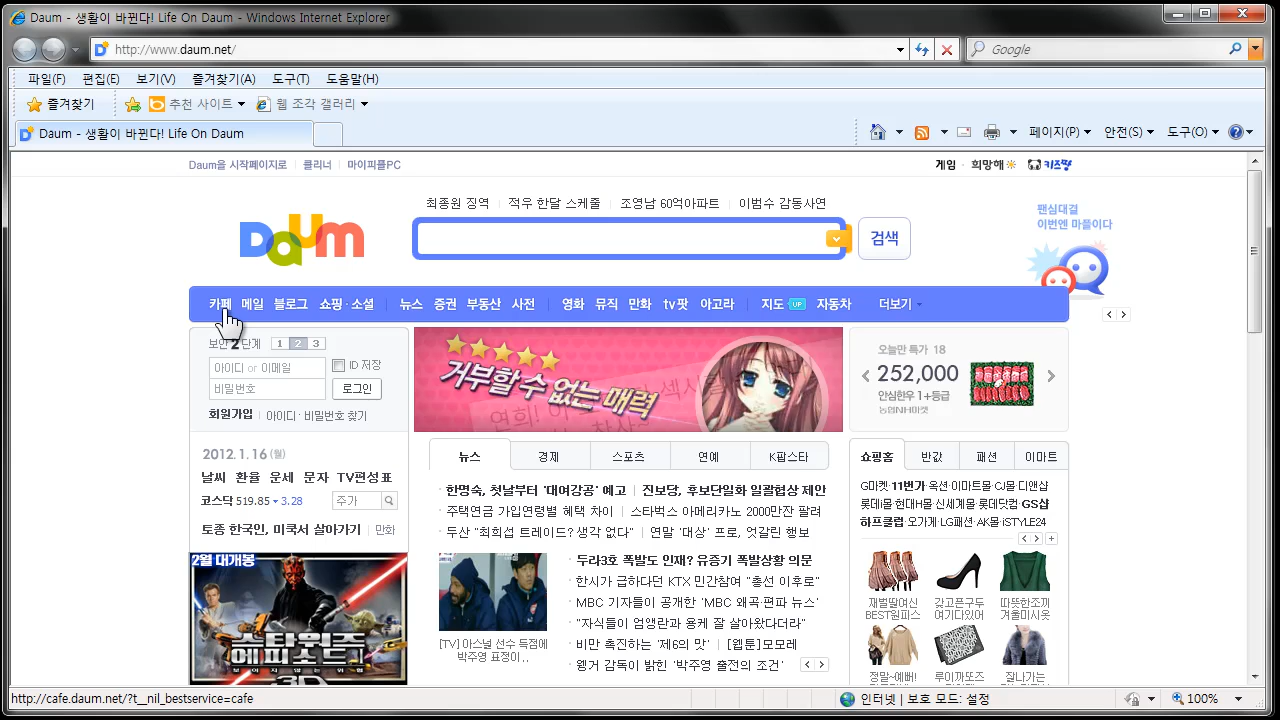 Daum - 생활이 바뀐다! Life On Daum - Windows Internet Explorer
http://www.daum.net/
Google
파일(F) 편집(E) 보기(V) 즐겨찾기(A) 도구(T) 도움말(H)
즐겨찾기 추천 사이트 웹 조각 갤러리
Daum - 생활이 바뀐다! Life On Daum
페이지(P) 안전(S) 도구(O)
Daum을 시작페이지로 클리너 마이피플PC
게임 희망해 키즈짱
최종원 징역 적우 한달 스케줄 조영남 60억아파트 이범수 감동사연
Daum
검색
팬심대결
이번엔 마플이다
카페 메일 블로그 쇼핑·소셜 뉴스 증권 부동산 사전 영화 뮤직 만화 tv팟 아고라 지도 UP 자동차 더보기
보안 2단계 1 2 3
아이디 or 이메일
ID 저장
비밀번호
로그인
회원가입 아이디·비밀번호 찾기
거부할 수 없는 매력
오늘만 특가 18
252,000
안심한우 1+등급
농협NH마켓
2012.1.16 (월)
날씨 환율 운세 문자 TV편성표
코스닥 519.85 3.28 주가
토종 한국인, 미쿡서 살아가기 만화
2월 대개봉
스타워즈
에피소드 1
보이지 않는 위험
3D
뉴스 경제 스포츠 연예 K팝스타
한명숙, 첫날부터 '대여강공' 예고 진보당, 후보단일화 일괄협상 제안
주택연금 가입연령별 혜택 차이 스타벅스 아메리카노 2000만잔 팔려
두산 "최희섭 트레이드? 생각 없다" 연말 '대상' 프로, 엇갈린 행보
[TV] 아스널 선수 득점에
박주영 표정이..
두리3호 폭발도 인재? 유증기 폭발상황 의문
한시가 급하다던 KTX 민간참여 "총선 이후로"
MBC 기자들이 공개한 'MBC 왜곡 편파 뉴스'
"자식들이 엄앵란과 용케 잘 살아왔다더라"
비만 촉진하는 '제6의 맛' [웹툰]모모레
웽거 감독이 밝힌 '박주영 출전' 조건
쇼핑홈 반값 패션 이마트
G마켓·11번가·옥션·이마트몰·CJ몰·디앤샵
롯데몰·현대H몰·신세계몰·롯데닷컴·GS샵
하프클럽·오가게·LG패션·AK몰·iSTYLE24
재벌딸여신
BEST원피스
갖고픈구두
여기다있어
따뜻한조끼
겨울미시옷
정말~예뻐!
루이까또즈
잘나가는
http://cafe.daum.net/?t__nil_bestservice=cafe
인터넷 | 보호 모드: 설정
100%